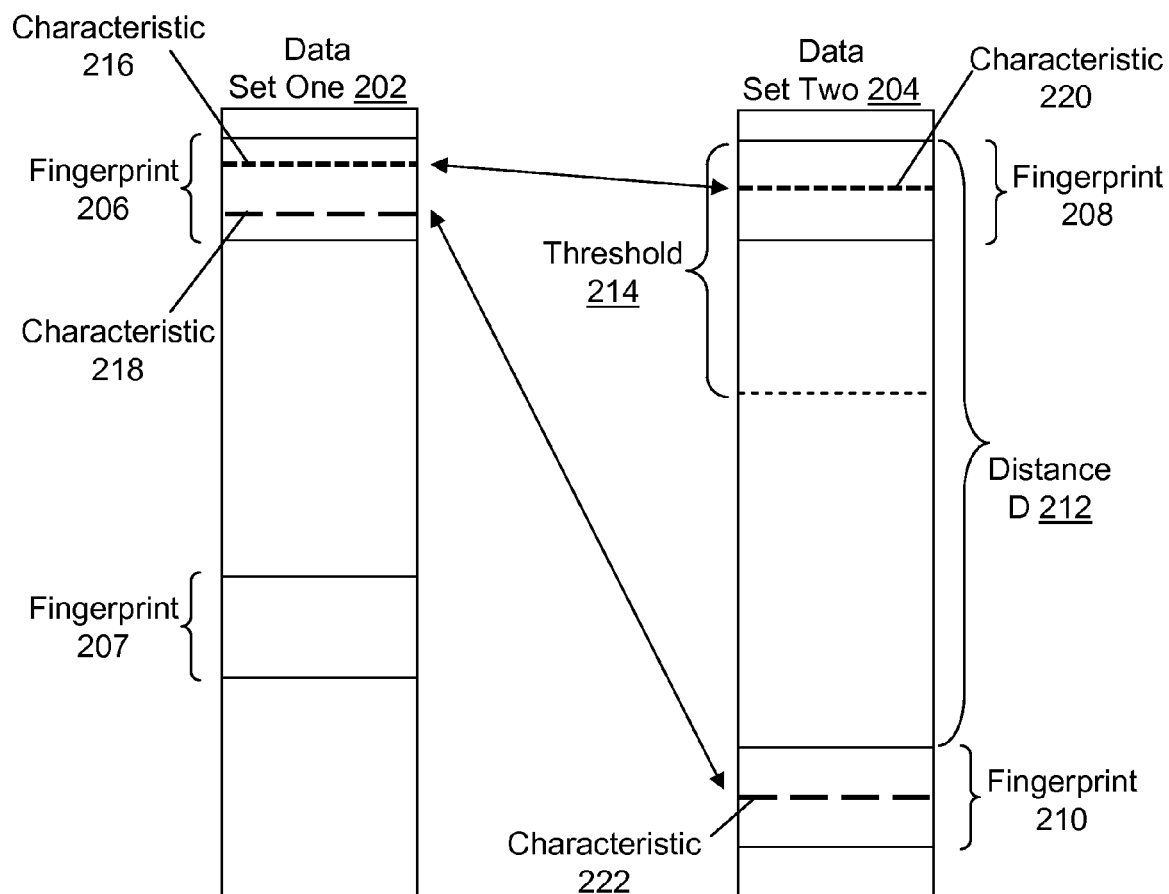 Characteristic
216
Data
Set One 202
Data
Set Two 204
Characteristic
220
Fingerprint
206
Fingerprint
208
Threshold
214
Characteristic
218
Distance
D 212
Fingerprint
207
Fingerprint
210
Characteristic
222